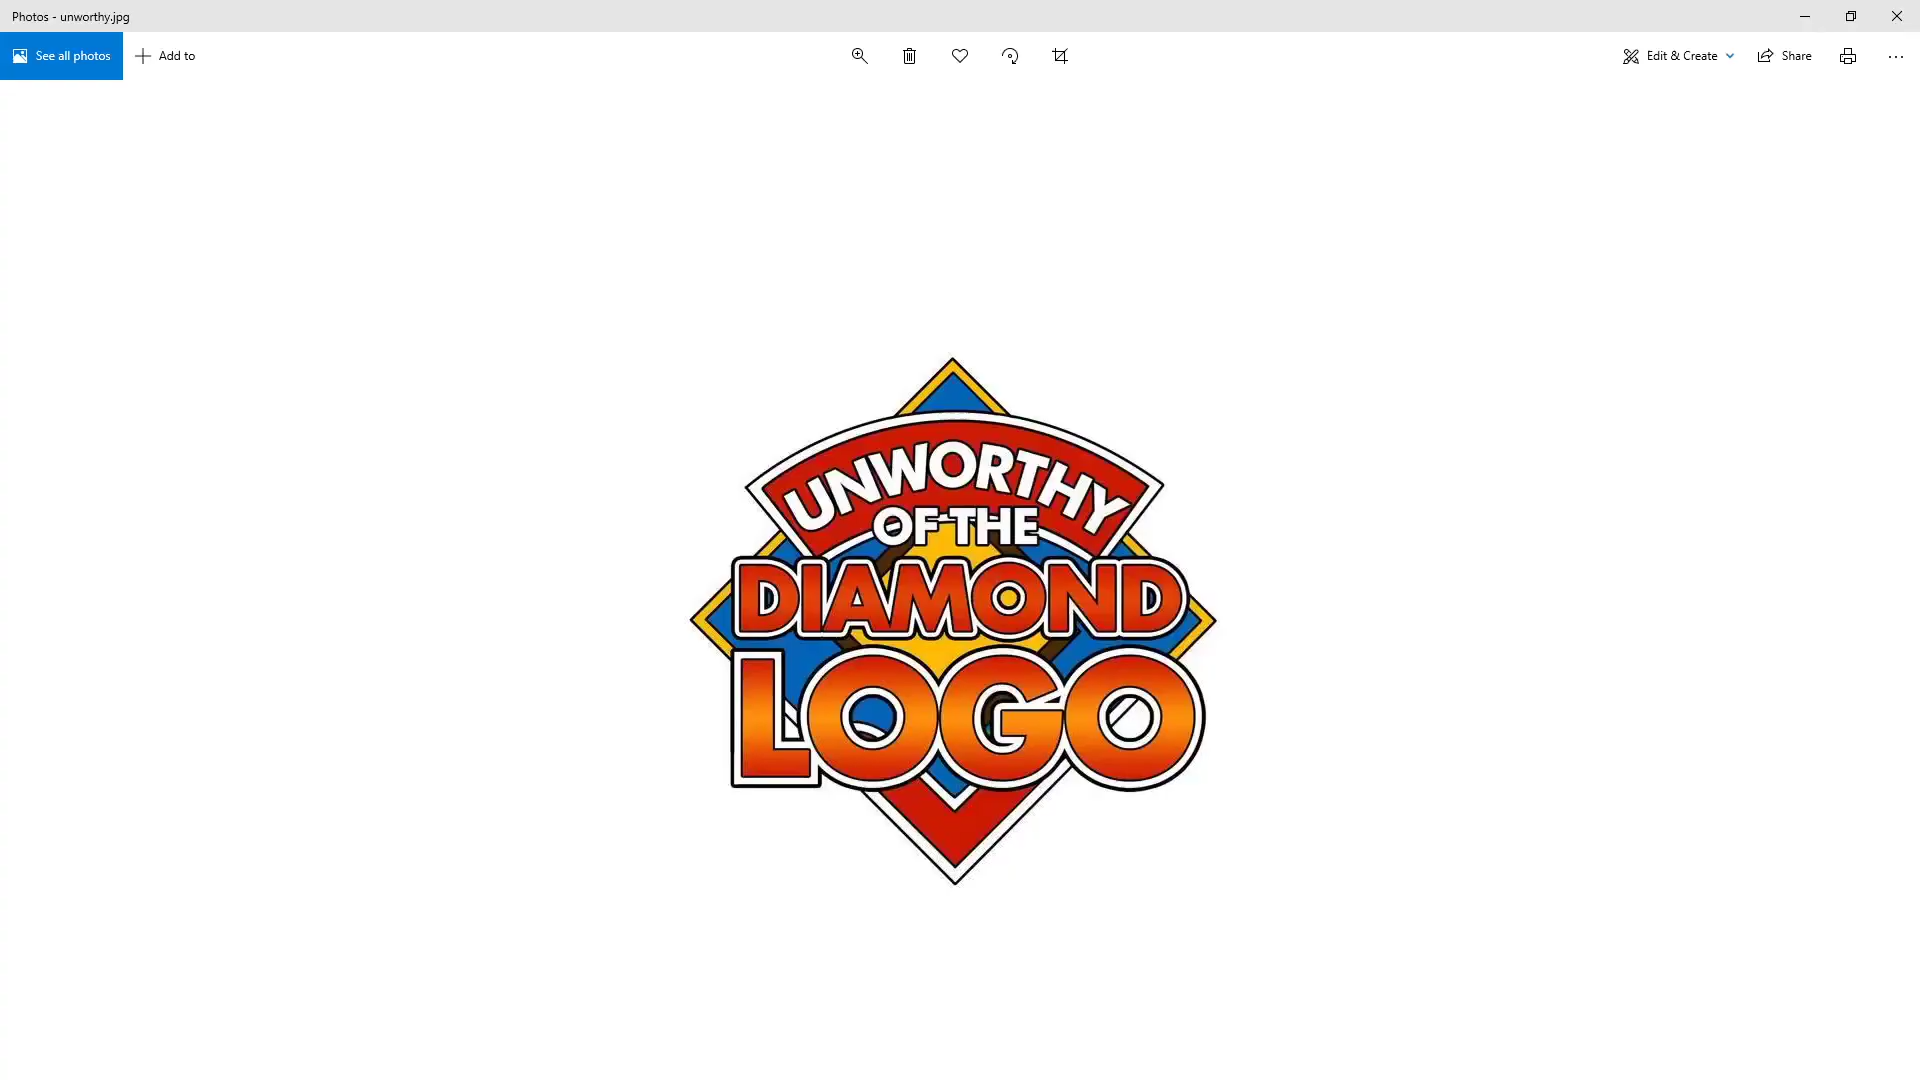 Photos - unworthy.jpg
See all photos
Add to
Edit & Create
Share
UNWORTHY
OF THE
DIAMOND
LOGO